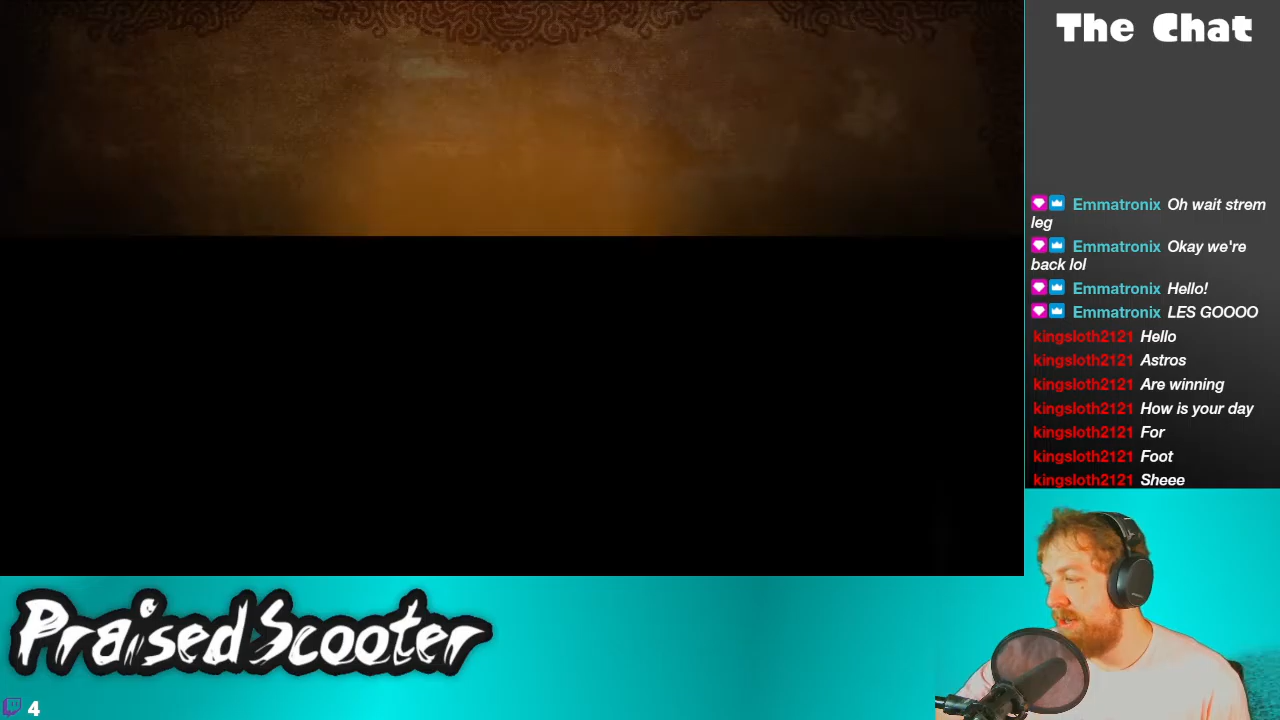 The Chat
Emmatronix Oh wait strem
leg
Emmatronix Okay we're
back lol
Emmatronix Hello!
Emmatronix LES GOOOO
kingsloth2121 Hello
kingsloth2121 Astros
kingsloth2121 Are winning
kingsloth2121 How is your day
kingsloth2121 For
kingsloth2121 Foot
kingsloth2121 Sheee
PraisedScooter
4